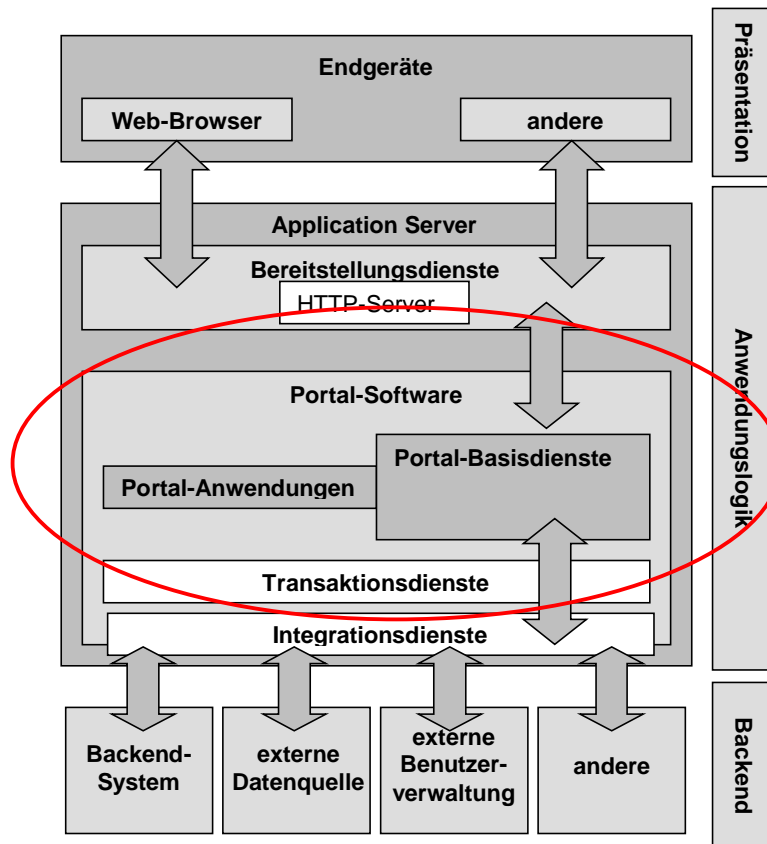 Endgeräte
Web-Browser
andere
Präsentation
Application Server
Bereitstellungsdienste
HTTP-Server
Portal-Software
Portal-Basisdienste
Portal-Anwendungen
Transaktionsdienste
Integrationsdienste
Anwendungslogik
Backend-
System
externe
Datenquelle
externe
Benutzer-
verwaltung
andere
Backend